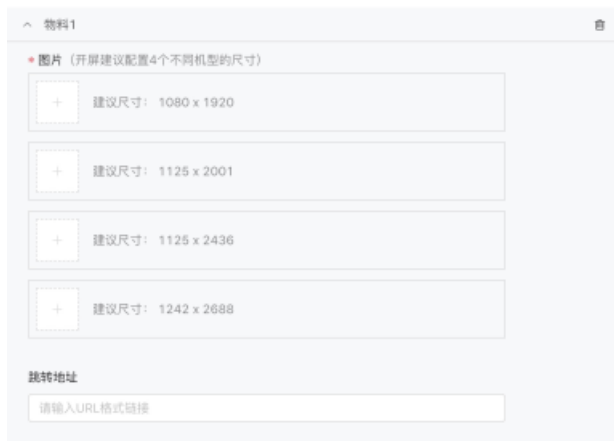 物料1
* 图片（开屏建议配置4个不同机型的尺寸）
建议尺寸： 1080 x 1920
建议尺寸： 1125 x 2001
建议尺寸： 1125 x 2436
建议尺寸： 1242 x 2688
跳转地址
请输入URL格式链接